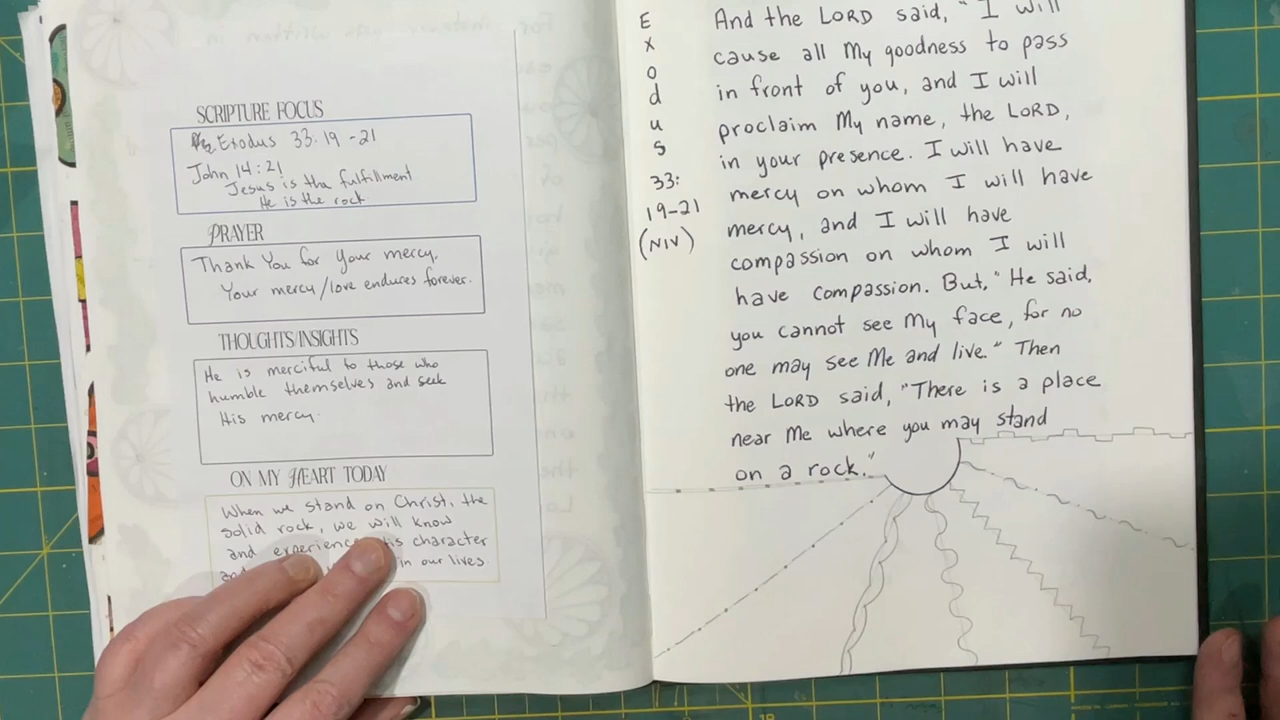 SCRIPTURE FOCUS
Exodus 33:19-21
John 14:21
Jesus is the fulfillment
He is the rock
PRAYER
Thank You for Your mercy.
Your mercy/love endures forever.
THOUGHTS/INSIGHTS
He is merciful to those who
humble themselves and seek
His mercy.
ON MY HEART TODAY
When we stand on Christ, the
solid rock, we will know
and experience His character
in our lives.
Exodus
33:
19-21
(NIV)
And the LORD said, "I will
cause all My goodness to pass
in front of you, and I will
proclaim My name, the LORD,
in your presence. I will have
mercy on whom I will have
mercy, and I will have
compassion on whom I will
have compassion. But," He said,
you cannot see My face, for no
one may see Me and live." Then
the LORD said, "There is a place
near Me where you may stand
on a rock."